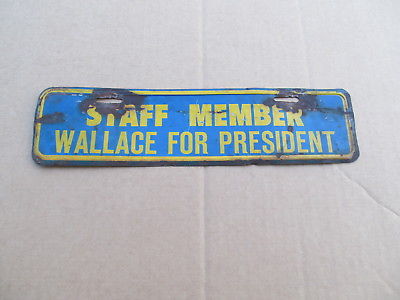 STAFF MEMBER
WALLACE FOR PRESIDENT